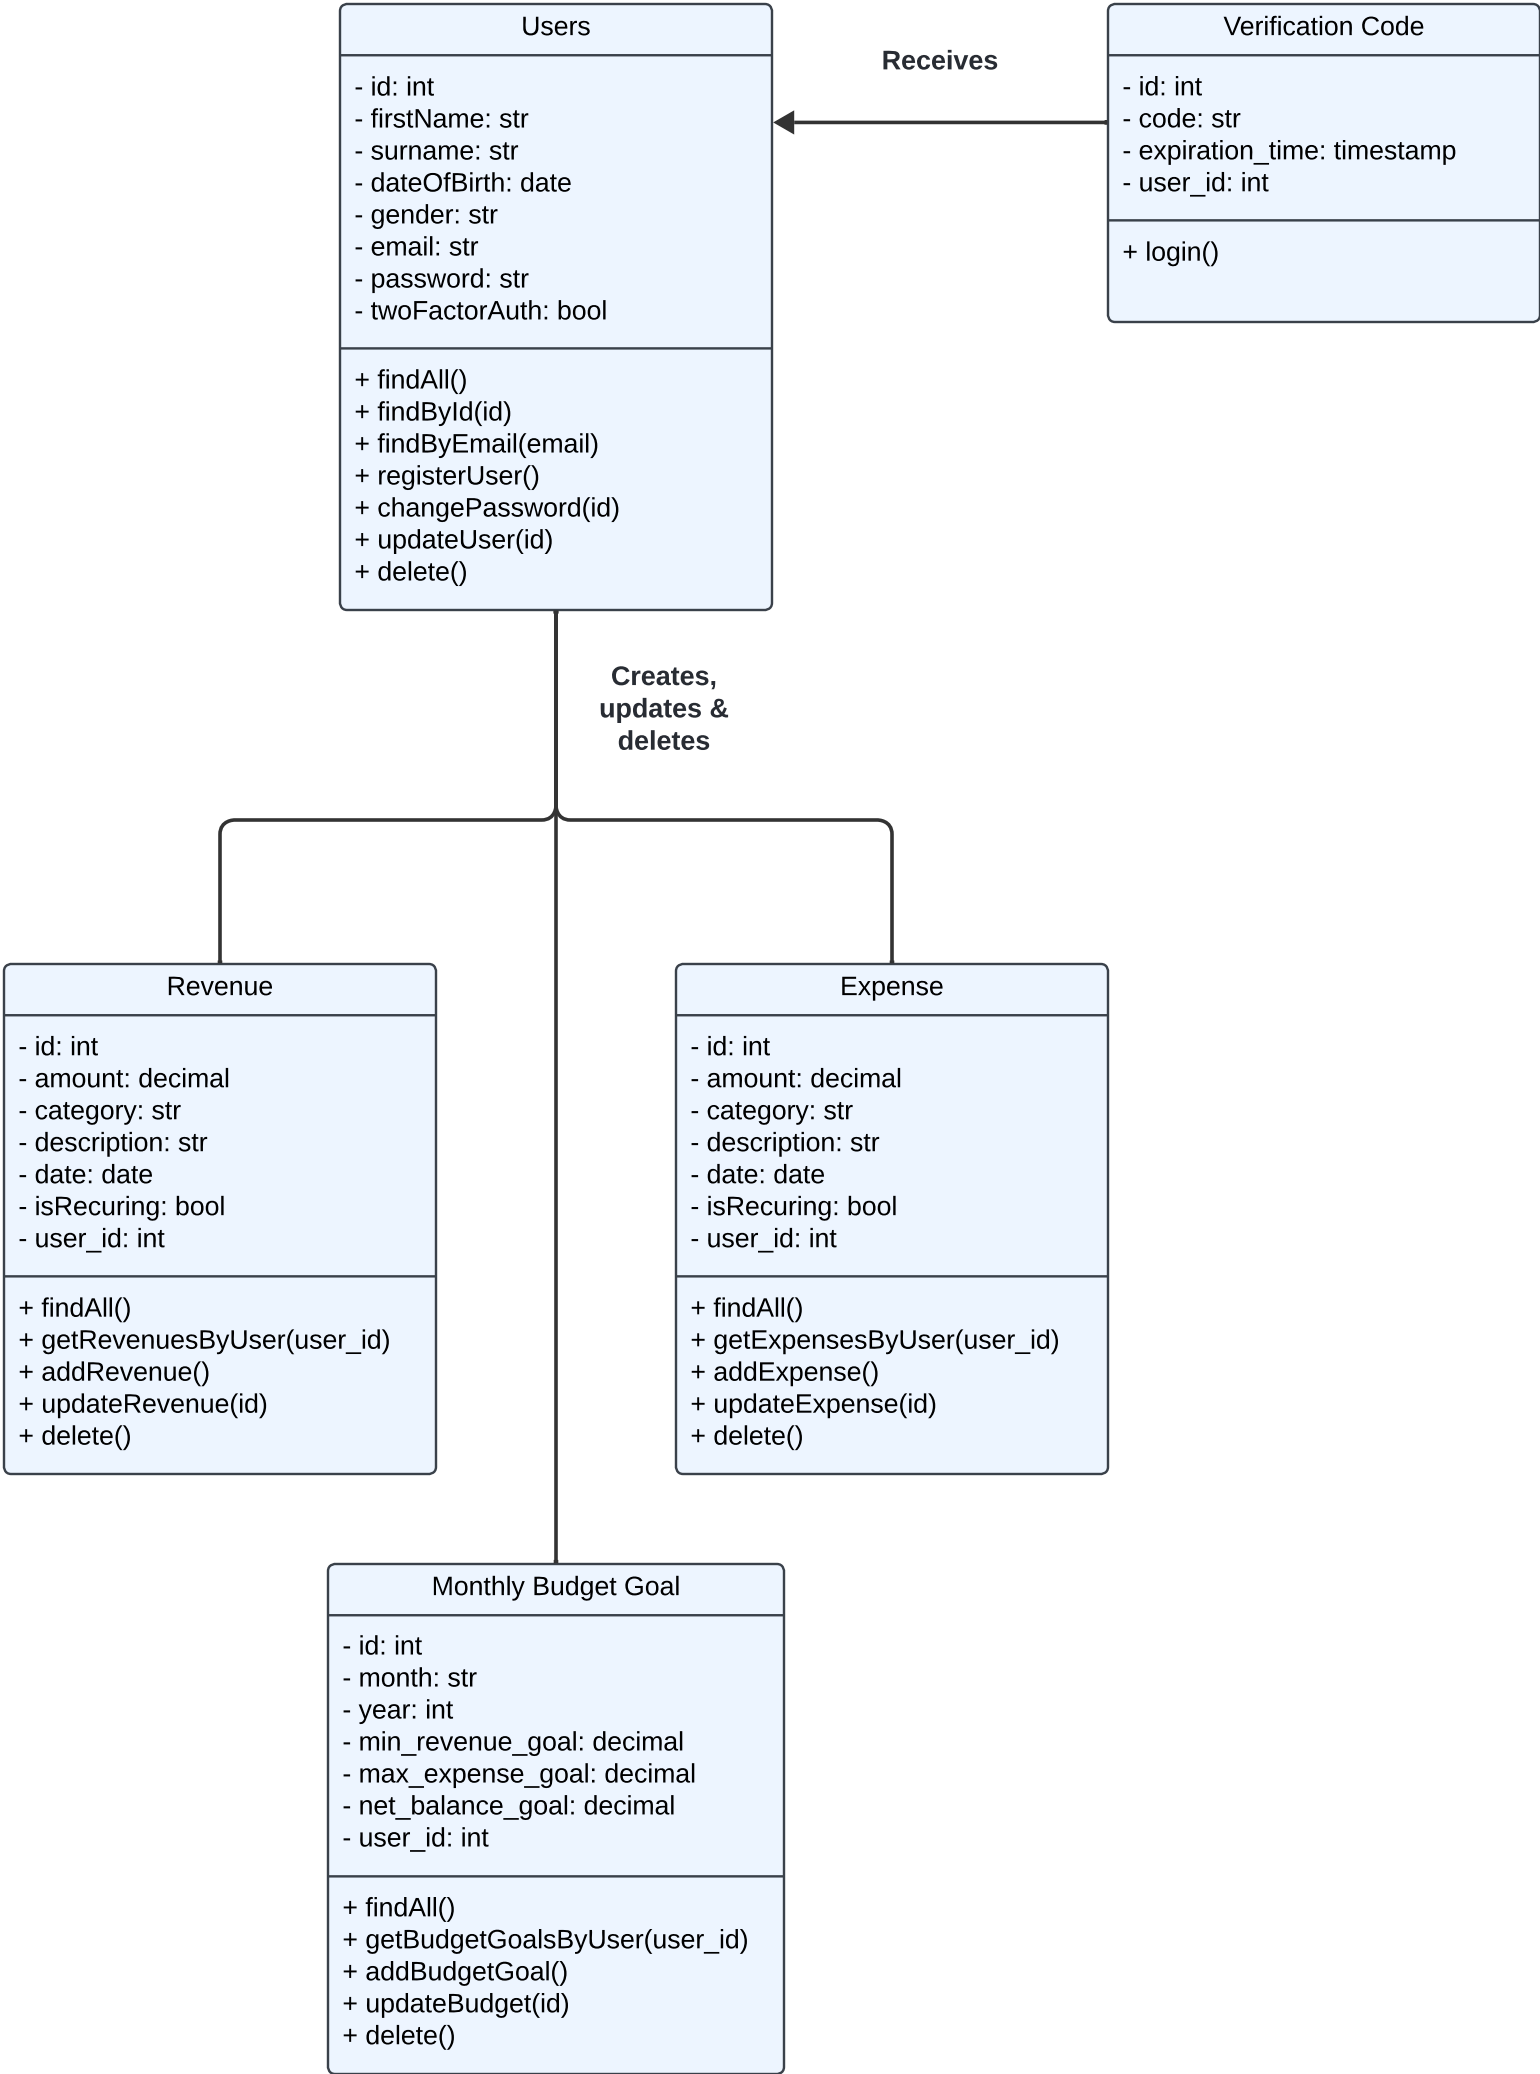 Users
- id: int
- firstName: str
- surname: str
- dateOfBirth: date
- gender: str
- email: str
- password: str
- twoFactorAuth: bool
+ findAll()
+ findById(id)
+ findByEmail(email)
+ registerUser()
+ changePassword(id)
+ updateUser(id)
+ delete()
Receives
Verification Code
- id: int
- code: str
- expiration_time: timestamp
- user_id: int
+ login()
Creates,
updates &
deletes
Revenue
- id: int
- amount: decimal
- category: str
- description: str
- date: date
- isRecuring: bool
- user_id: int
+ findAll()
+ getRevenuesByUser(user_id)
+ addRevenue()
+ updateRevenue(id)
+ delete()
Expense
- id: int
- amount: decimal
- category: str
- description: str
- date: date
- isRecuring: bool
- user_id: int
+ findAll()
+ getExpensesByUser(user_id)
+ addExpense()
+ updateExpense(id)
+ delete()
Monthly Budget Goal
- id: int
- month: str
- year: int
- min_revenue_goal: decimal
- max_expense_goal: decimal
- net_balance_goal: decimal
- user_id: int
+ findAll()
+ getBudgetGoalsByUser(user_id)
+ addBudgetGoal()
+ updateBudget(id)
+ delete()